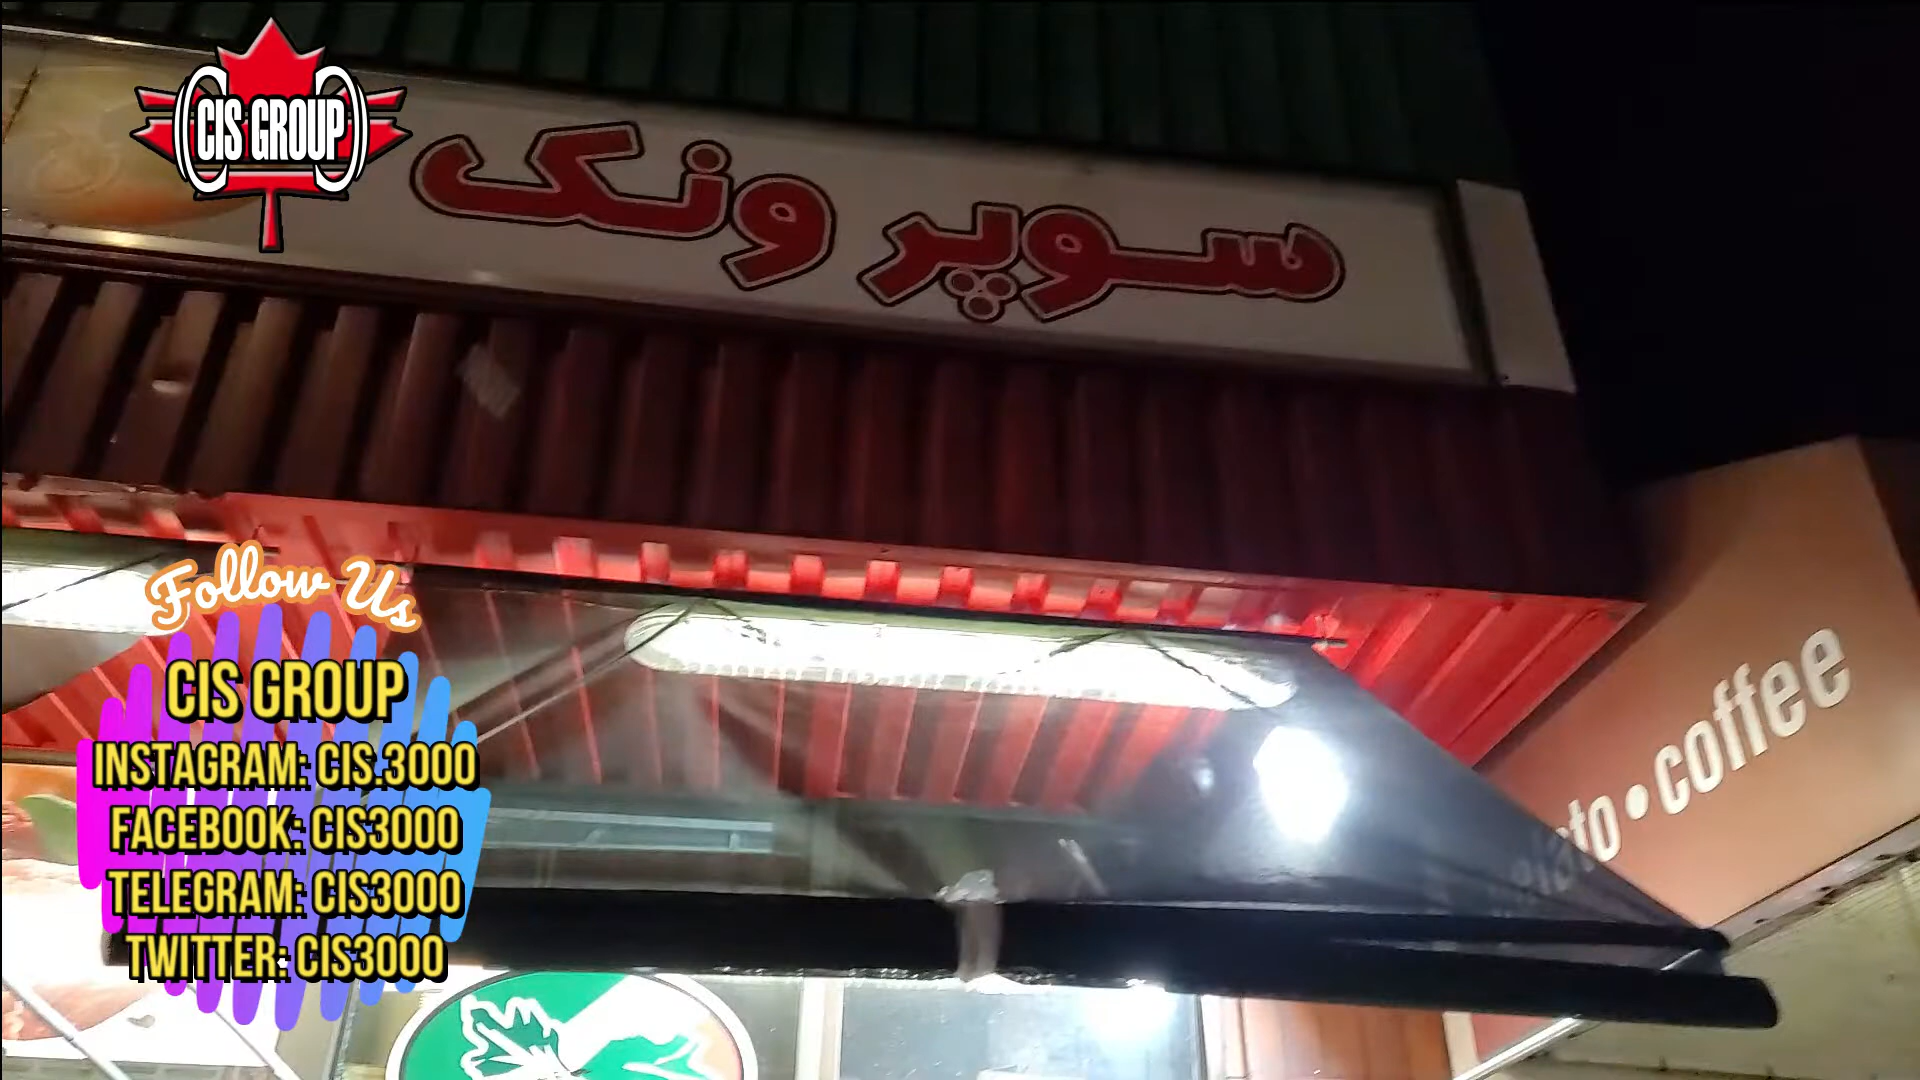 CIS GROUP
سوپر ونک
Follow Us
CIS GROUP
INSTAGRAM: CIS.3000
FACEBOOK: CIS3000
TELEGRAM: CIS3000
TWITTER: CIS3000
• coffee